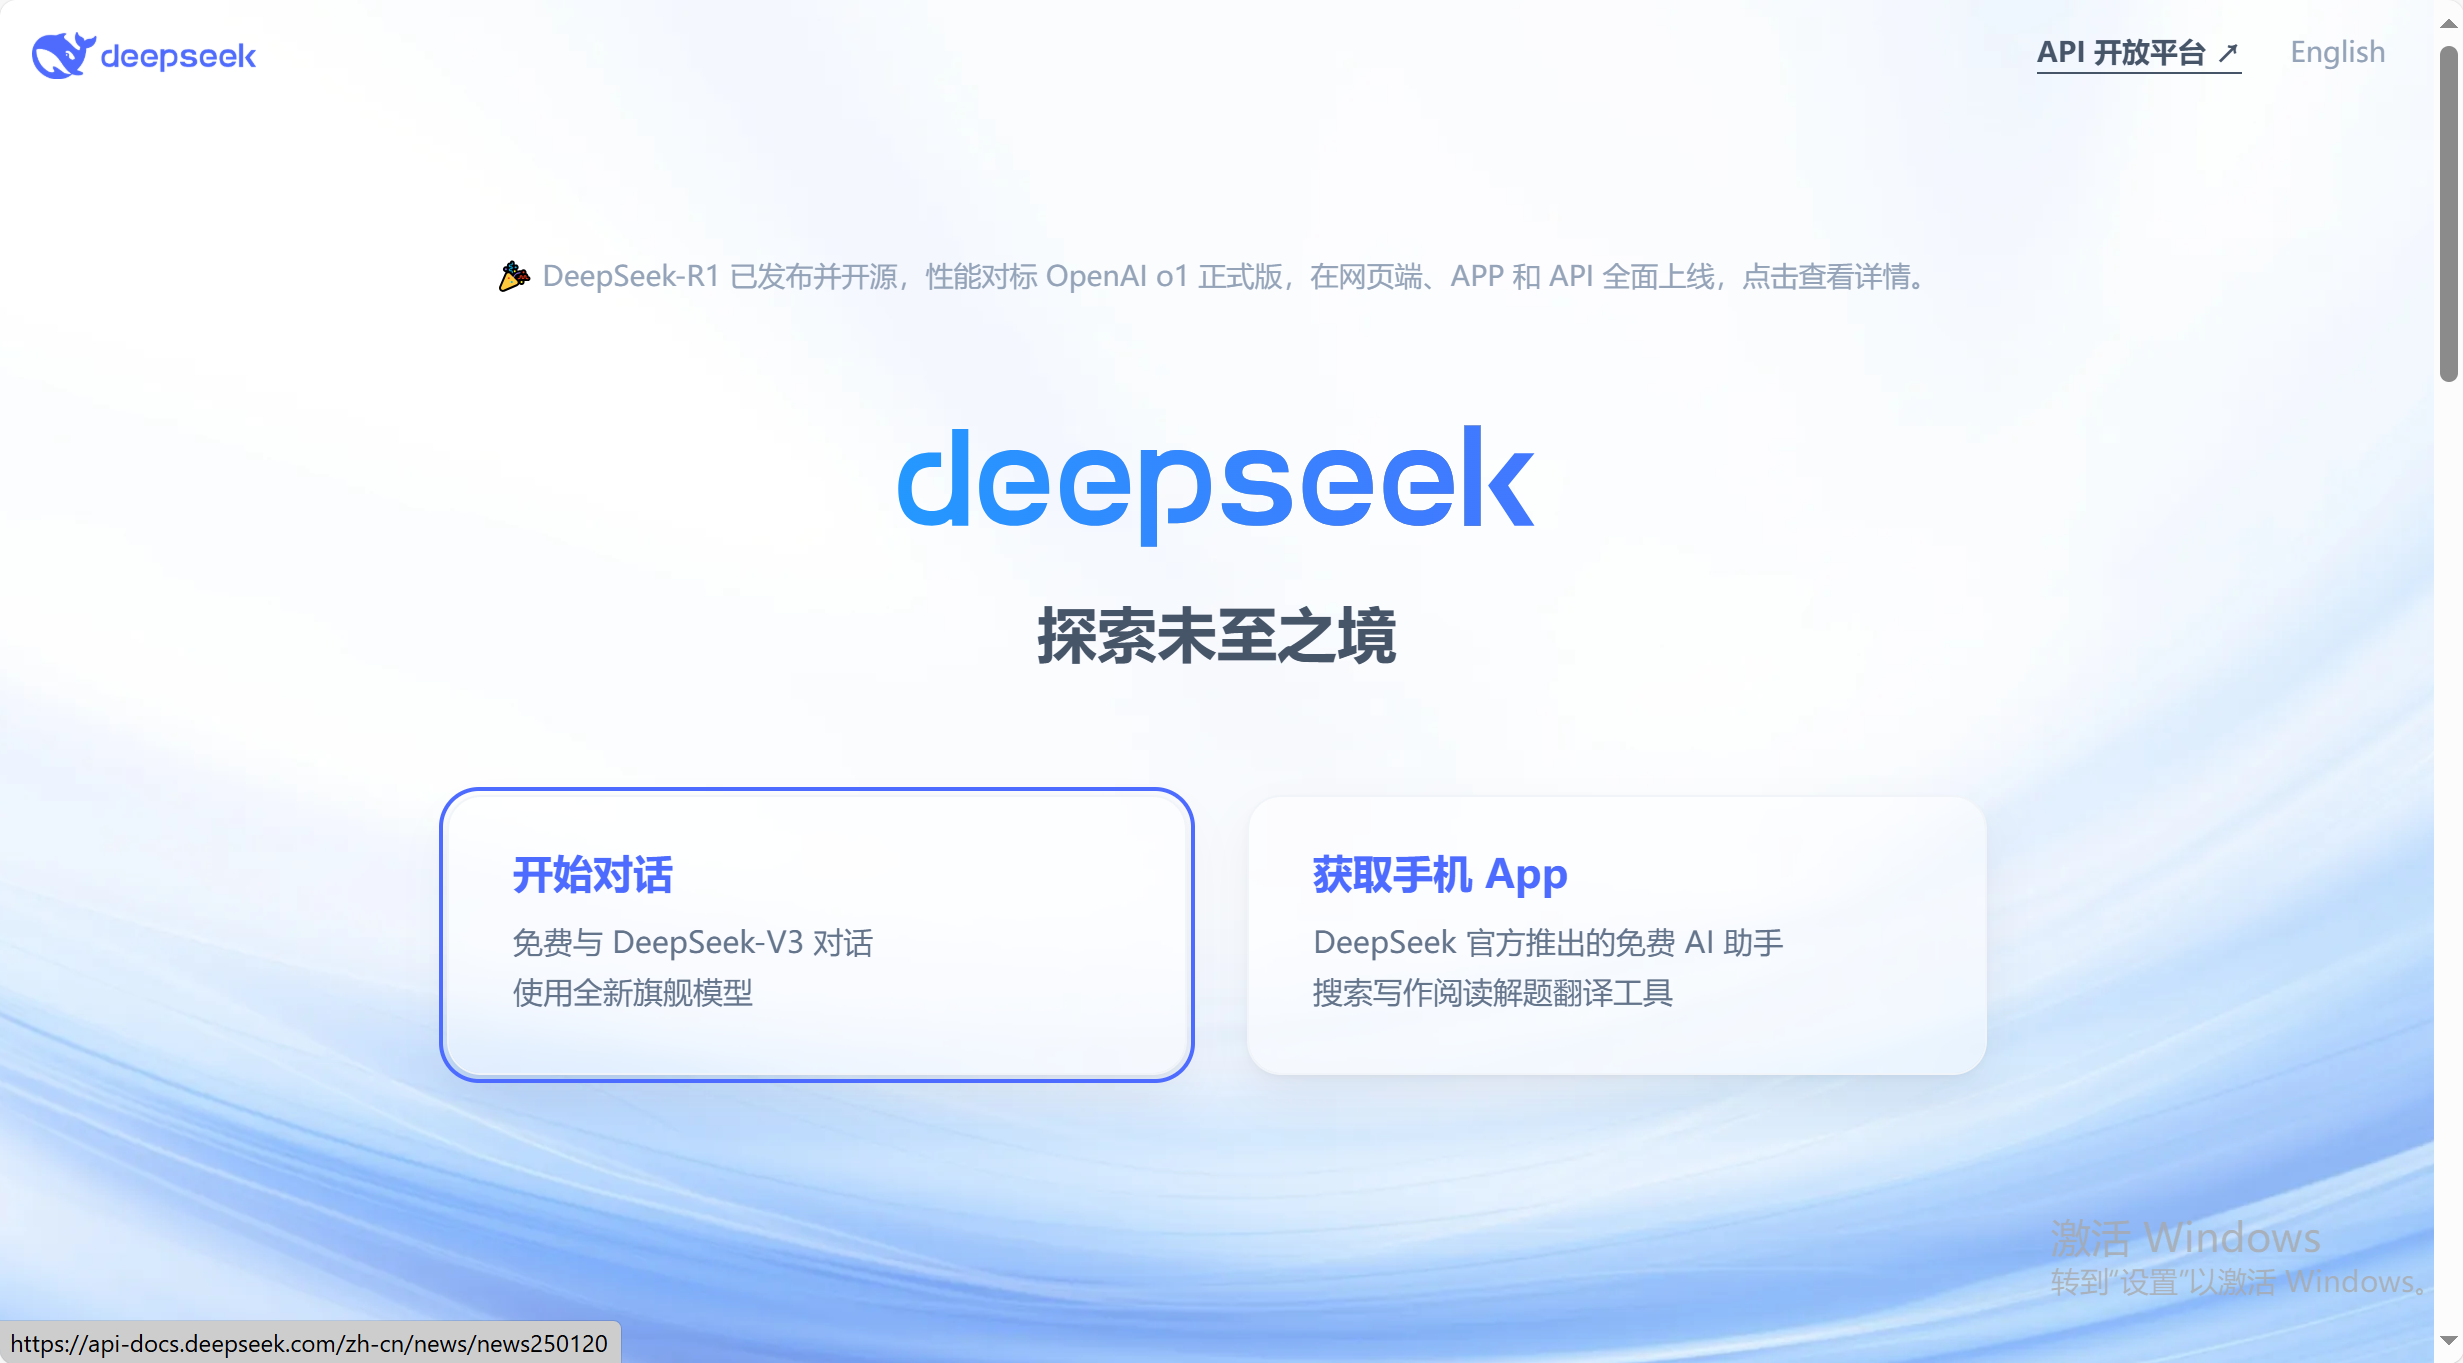 deepseek
API 开放平台 ↗
English
🎉 DeepSeek-R1 已发布并开源，性能对标 OpenAI o1 正式版，在网页端、APP 和 API 全面上线，点击查看详情。
deepseek
探索未至之境
开始对话
免费与 DeepSeek-V3 对话
使用全新旗舰模型
获取手机 App
DeepSeek 官方推出的免费 AI 助手
搜索写作阅读解题翻译工具
激活 Windows
转到"设置"以激活 Windows。
https://api-docs.deepseek.com/zh-cn/news/news250120